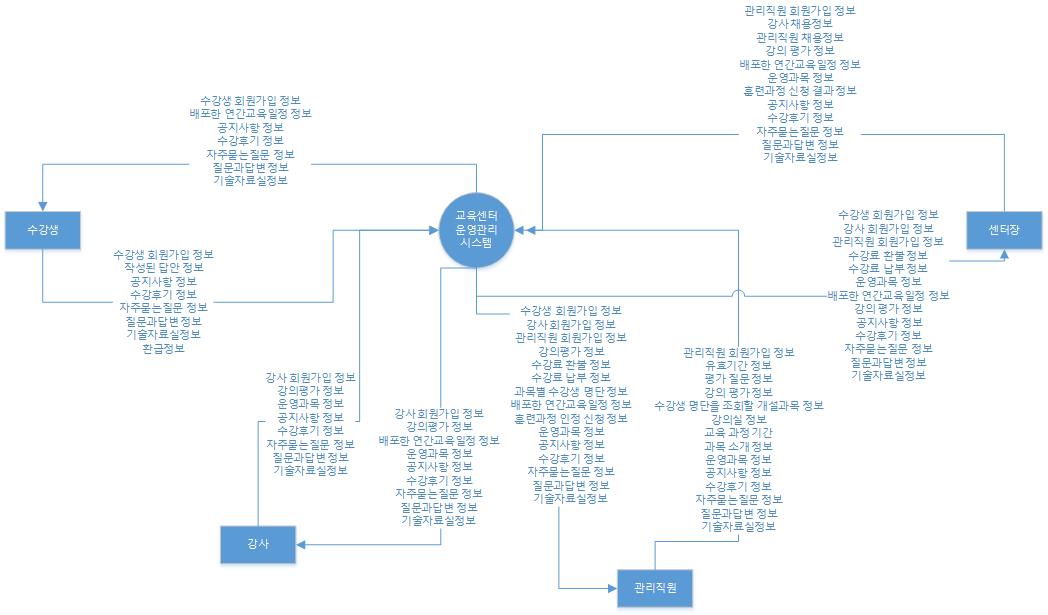 관리직원 회원가입 정보
강사 채용정보
관리직원 채용정보
강의 평가 정보
배포한 연간교육일정 정보
운영과목 정보
훈련과정 신청 결과 정보
공지사항 정보
수강후기 정보
자주묻는질문 정보
질문과답변 정보
기술자료실정보
수강생 회원가입 정보
배포한 연간교육일정 정보
공지사항 정보
수강후기 정보
자주묻는질문 정보
질문과답변 정보
기술자료실정보
수강생
교육센터
운영관리
시스템
센터장
수강생 회원가입 정보
작성된 답안 정보
공지사항 정보
수강후기 정보
자주묻는질문 정보
질문과답변 정보
기술자료실정보
환급정보
수강생 회원가입 정보
강사 회원가입 정보
관리직원 회원가입 정보
수강료 환불 정보
수강료 납부 정보
운영과목 정보
배포한 연간교육일정 정보
강의 평가 정보
공지사항 정보
수강후기 정보
자주묻는질문 정보
질문과답변 정보
기술자료실정보
강사 회원가입 정보
강의평가 정보
운영과목 정보
공지사항 정보
수강후기 정보
자주묻는질문 정보
질문과답변 정보
기술자료실정보
강사 회원가입 정보
강의평가 정보
배포한 연간교육일정 정보
운영과목 정보
공지사항 정보
수강후기 정보
자주묻는질문 정보
질문과답변 정보
기술자료실정보
수강생 회원가입 정보
강사 회원가입 정보
관리직원 회원가입 정보
강의평가 정보
수강료 환불 정보
수강료 납부 정보
과목별 수강생 명단 정보
배포한 연간교육일정 정보
훈련과정 인정 신청 정보
운영과목 정보
공지사항 정보
수강후기 정보
자주묻는질문 정보
질문과답변 정보
기술자료실정보
관리직원 회원가입 정보
유효기간 정보
평가 질문 정보
강의 평가 정보
수강생 명단을 조회할 개설과목 정보
강의실 정보
교육 과정 기간
과목 소개 정보
운영과목 정보
공지사항 정보
수강후기 정보
자주묻는질문 정보
질문과답변 정보
기술자료실정보
강사
관리직원